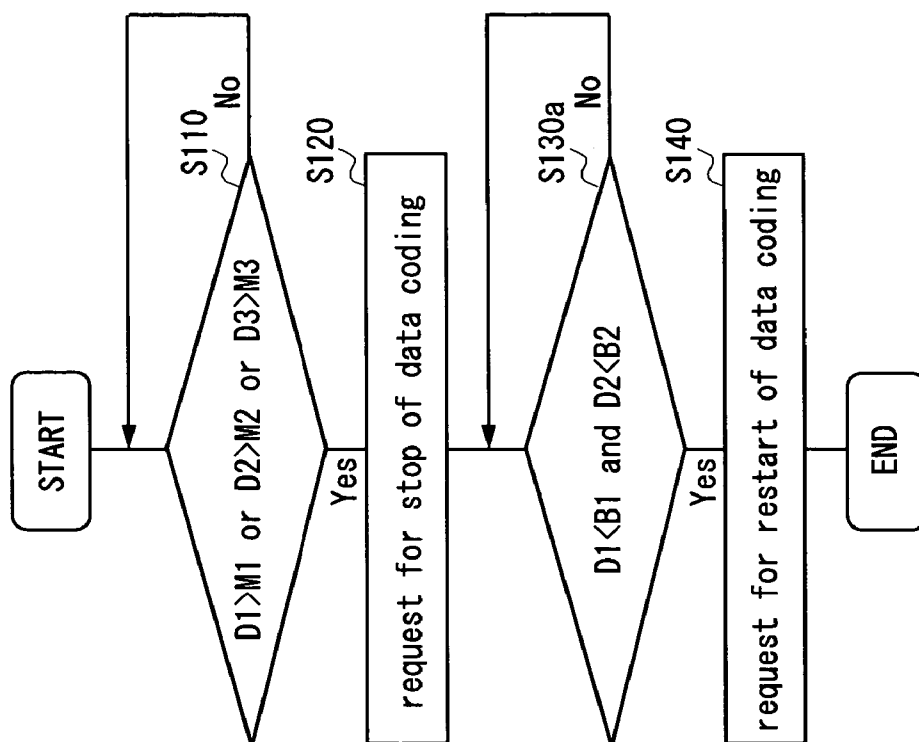 START
S110
D1>M1 or D2>M2 or D3>M3
No
Yes
S120
request for stop of data coding
S130a
D1<B1 and D2<B2
No
Yes
S140
request for restart of data coding
END